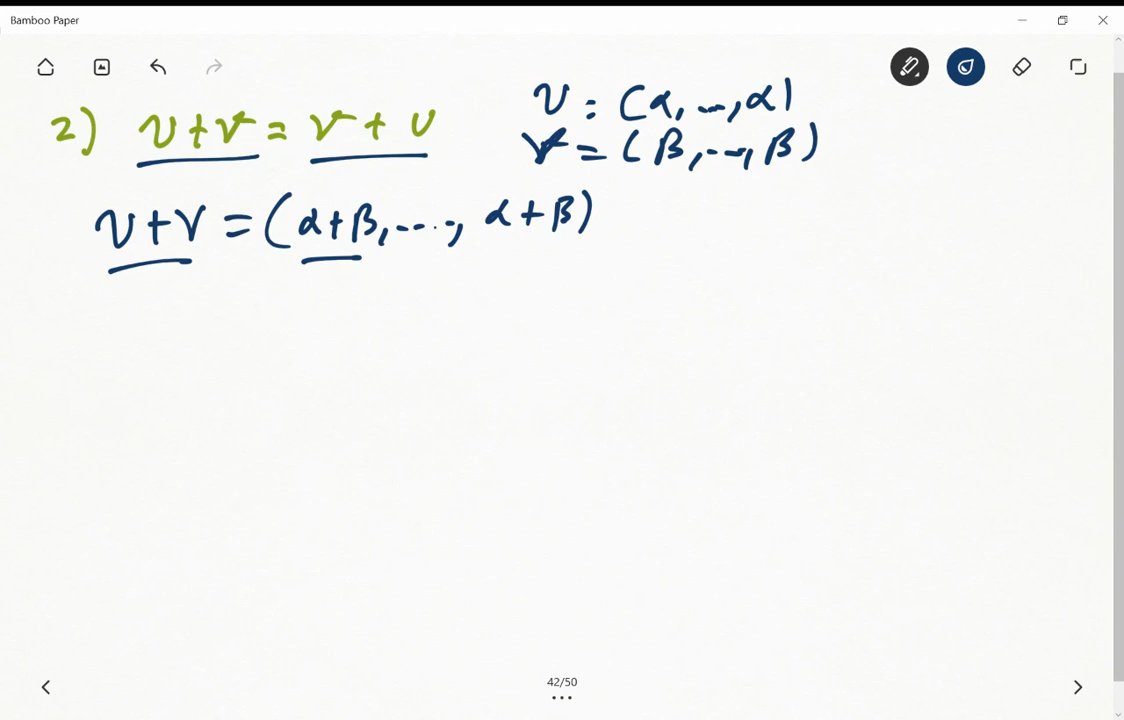 Bamboo Paper
2) U+V = V+U
U = (α, ..., α)
V = (β, ..., β)
U+V = (α+β, ..., α+β)
42/50